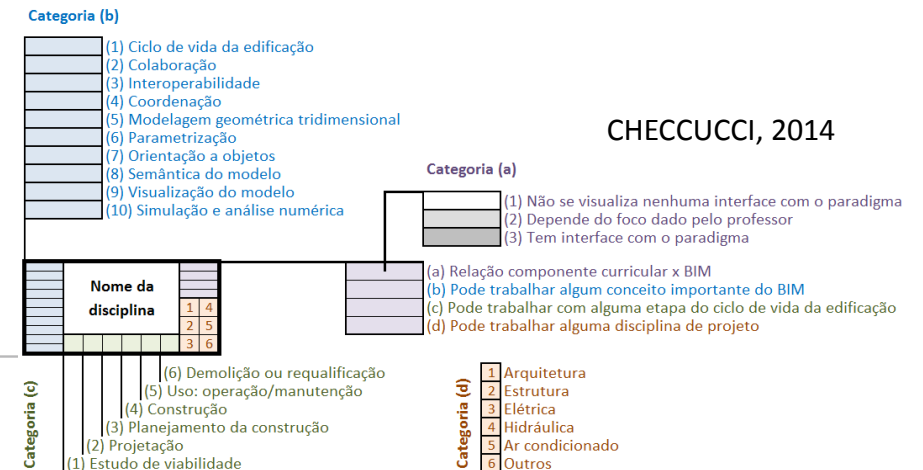 Categoria (b)
(1) Ciclo de vida da edificação
(2) Colaboração
(3) Interoperabilidade
(4) Coordenação
(5) Modelagem geométrica tridimensional
(6) Parametrização
(7) Orientação a objetos
(8) Semântica do modelo
(9) Visualização do modelo
(10) Simulação e análise numérica
CHECCUCCI, 2014
Categoria (a)
(1) Não se visualiza nenhuma interface com o paradigma
(2) Depende do foco dado pelo professor
(3) Tem interface com o paradigma
Nome da
disciplina
1 4
2 5
3 6
(a) Relação componente curricular x BIM
(b) Pode trabalhar algum conceito importante do BIM
(c) Pode trabalhar com alguma etapa do ciclo de vida da edificação
(d) Pode trabalhar alguma disciplina de projeto
Categoria (c)
(6) Demolição ou requalificação
(5) Uso: operação/manutenção
(4) Construção
(3) Planejamento da construção
(2) Projetação
(1) Estudo de viabilidade
Categoria (d)
1 Arquitetura
2 Estrutura
3 Elétrica
4 Hidráulica
5 Ar condicionado
6 Outros